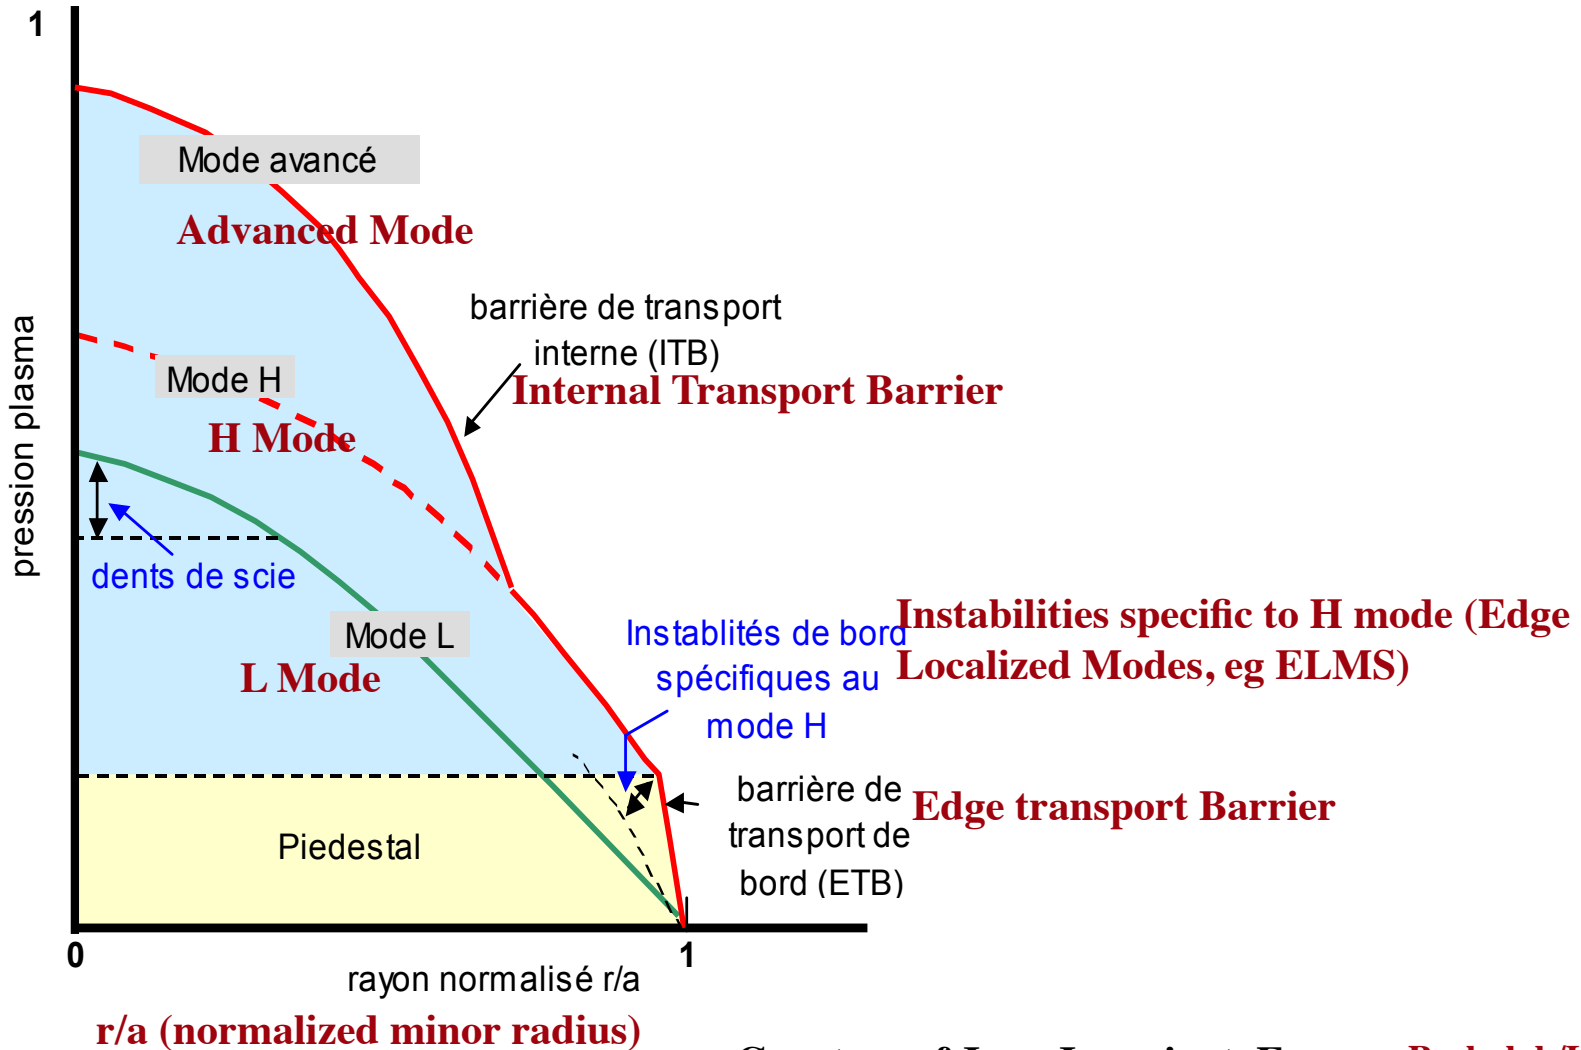 1
Mode avancé
Advanced Mode
barrière de transport
interne (ITB)
Internal Transport Barrier
Mode H
H Mode
pression plasma
dents de scie
Mode L
L Mode
Instablités de bord
spécifiques au
mode H
Instabilities specific to H mode (Edge
Localized Modes, eg ELMS)
barrière de
transport de
bord (ETB)
Edge transport Barrier
Piedestal
0
1
rayon normalisé r/a
r/a (normalized minor radius)